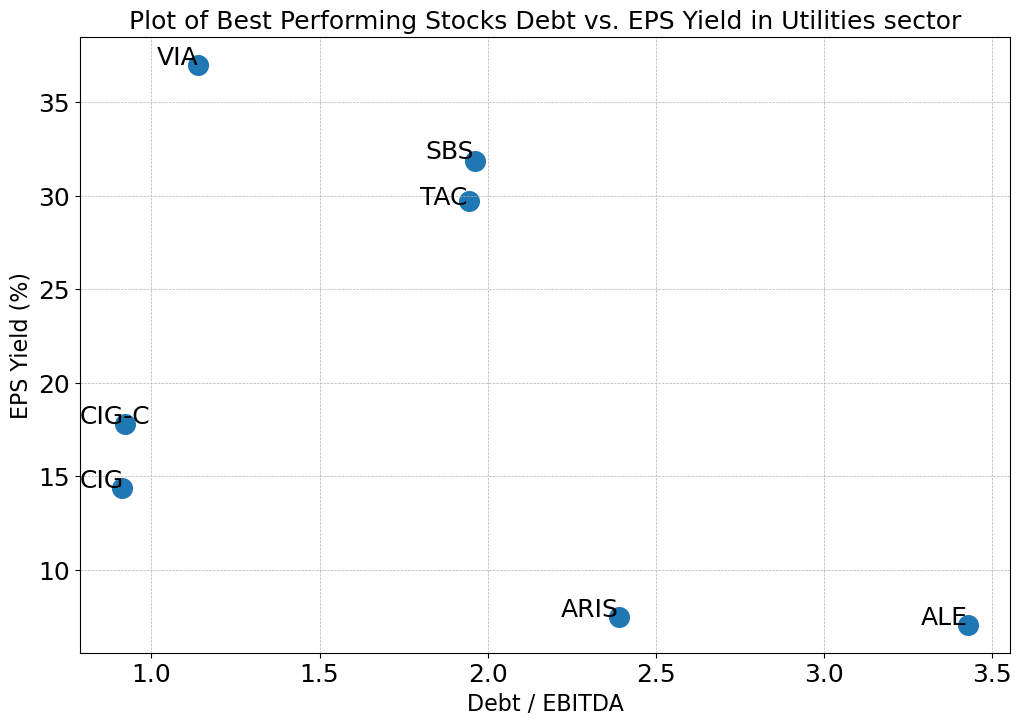 Plot of Best Performing Stocks Debt vs. EPS Yield in Utilities sector
VIA
35
SBS
30
TAC
25
EPS Yield (%)
20
CIG-C
15
CIG
10
ARIS
ALE
1.0 1.5 2.0 2.5 3.0 3.5
Debt / EBITDA